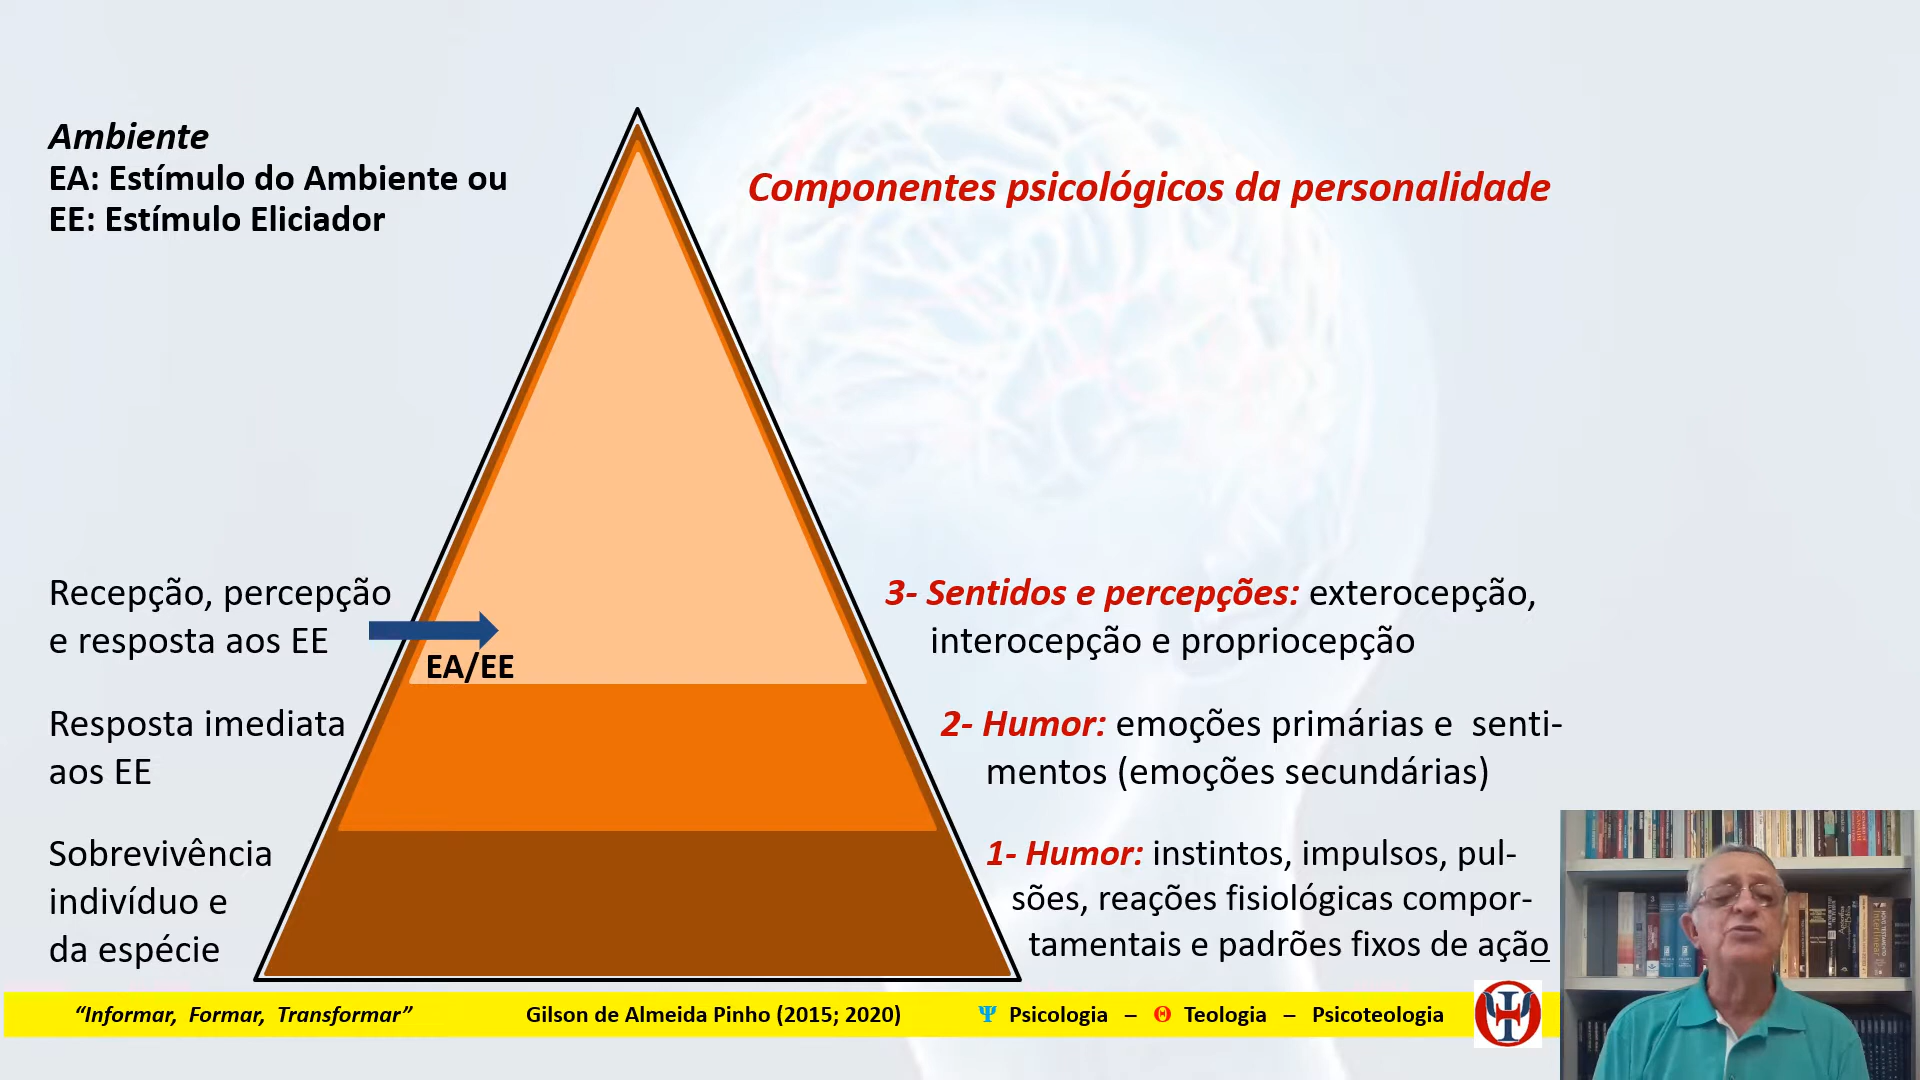 Ambiente
EA: Estímulo do Ambiente ou
EE: Estímulo Eliciador
Componentes psicológicos da personalidade
Recepção, percepção
e resposta aos EE
EA/EE
3- Sentidos e percepções: exterocepção,
interocepção e propriocepção
Resposta imediata
aos EE
2- Humor: emoções primárias e senti-
mentos (emoções secundárias)
Sobrevivência
indivíduo e
da espécie
1- Humor: instintos, impulsos, pul-
sões, reações fisiológicas compor-
tamentais e padrões fixos de ação
“Informar, Formar, Transformar”
Gilson de Almeida Pinho (2015; 2020)
Ψ Psicologia – Θ Teologia – Psicoteologia